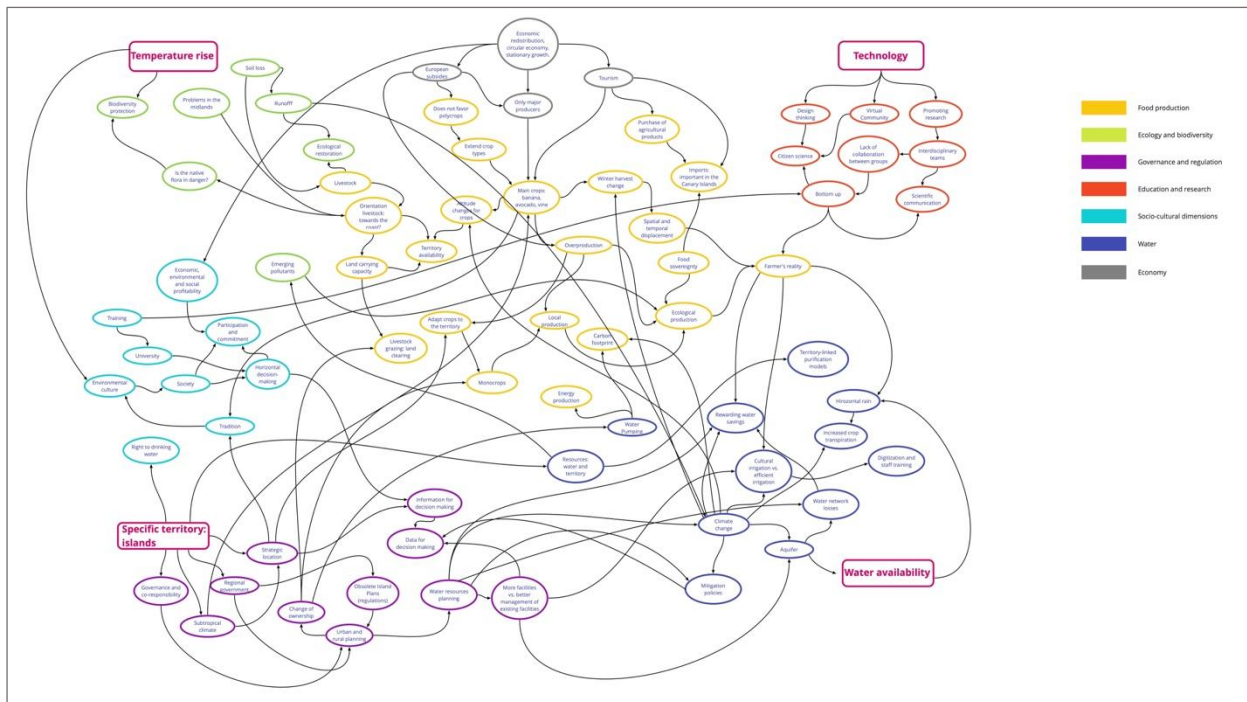 Temperature rise
Soil loss
Biodiversity
protection
Problems in the
midlands
Runofff
Ecological
restoration
Is the native
flora in danger?
Livestock
Orientation
livestock:
towards the
ravin?
Territory
availability
Land carrying
capacity
Emerging
pollutants
Economic
redistribution,
circular economy,
stationary growth.
European
subsides
Tourism
Does not favor
polycrops
Only major
producers
Extend crop
types
Purchase of
agricultural
products
Main crops
banana,
avocado, vine
Winter harvest
change
Imports:
important in the
Canary Islands
Altitude
changes for
crops
Spatial and
temporal
displacement
Overproduction
Food
sovereignty
Technology
Design
thinking
Virtual
Community
Promoting
research
Citizen science
Lack of
collaboration
between groups
Interdisciplinary
teams
Bottom up
Scientific
communication
Fermer's reality
Food production
Ecology and biodiversity
Governance and regulation
Education and research
Socio-cultural dimensions
Water
Economy
Economic,
environmental
and social
profitability
Training
Participation and
commitment
University
Horizontal
decision-
making
Environmental
culture
Society
Tradition
Right to drinking
water
Adapt crops to
the territory
Livestock
grazing: land
clearing
Local
production
Carbon
footprint
Ecological
production
Monocrops
Energy
production
Water
Pumping
Resources:
water and
territory
Territory-linked
purification
models
Rewarding water
savings
Hirozontal rain
Increased crop
transpiration
Cultural
irrigation vs.
efficient
irrigation
Digitization and
staff training
Water network
losses
Climate
change
Aquifer
Mitigation
policies
Water availability
Specific territory:
islands
Information for
decision making
Data for
decision making
Strategic
location
Governance and
co-responsibility
Regional
government
Obsolete Island
Plans
(regulations)
Change of
ownership
Subtropical
climate
Urban and
rural planning
Water resources
planning
More facilities
vs. better
management of
existing facilities